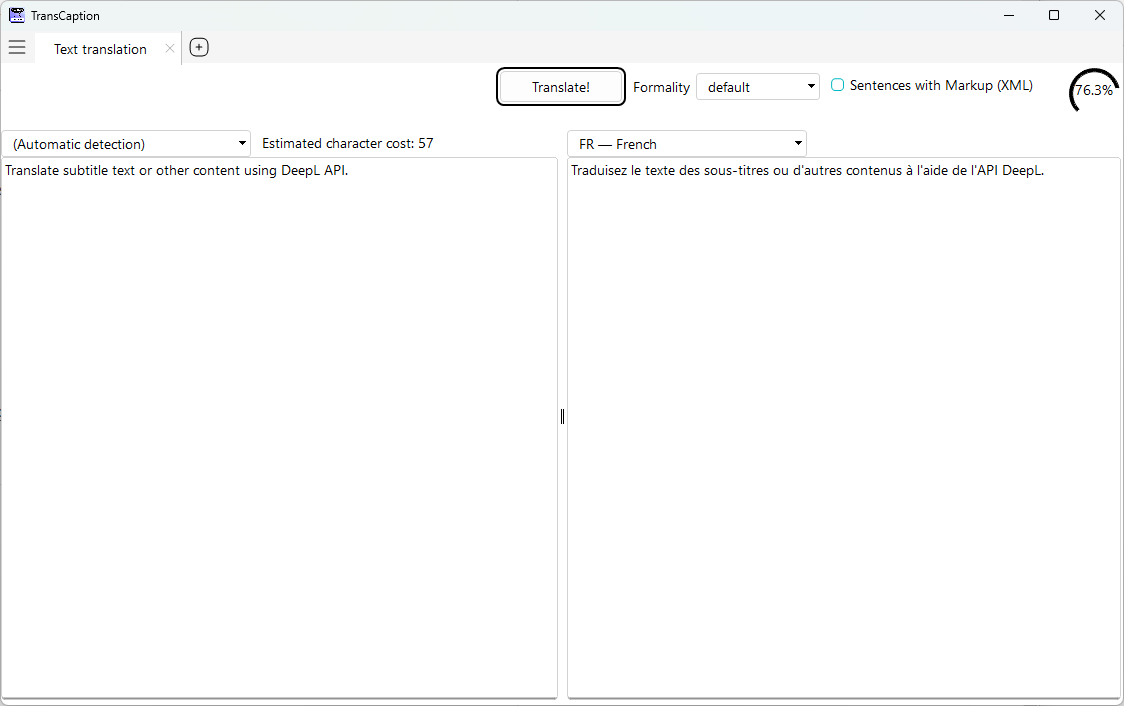 TransCaption
Text translation
Translate!
Formality
default
Sentences with Markup (XML)
76.3%
(Automatic detection)
Estimated character cost: 57
FR — French
Translate subtitle text or other content using DeepL API.
Traduisez le texte des sous-titres ou d'autres contenus à l'aide de l'API DeepL.